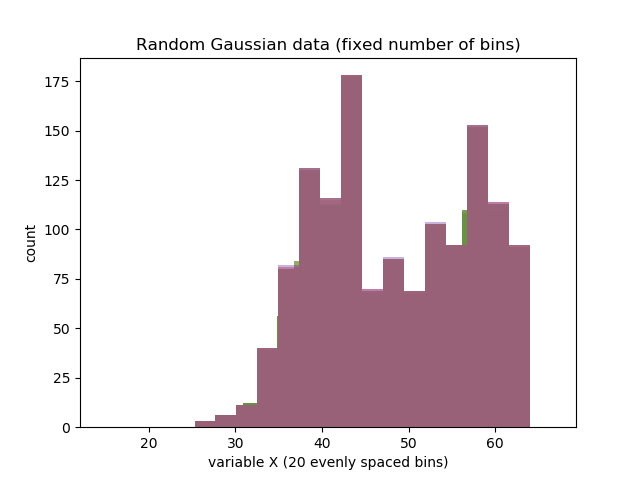 Random Gaussian data (fixed number of bins)
175
150
125
100
75
50
25
0
count
20 30 40 50 60
variable X (20 evenly spaced bins)